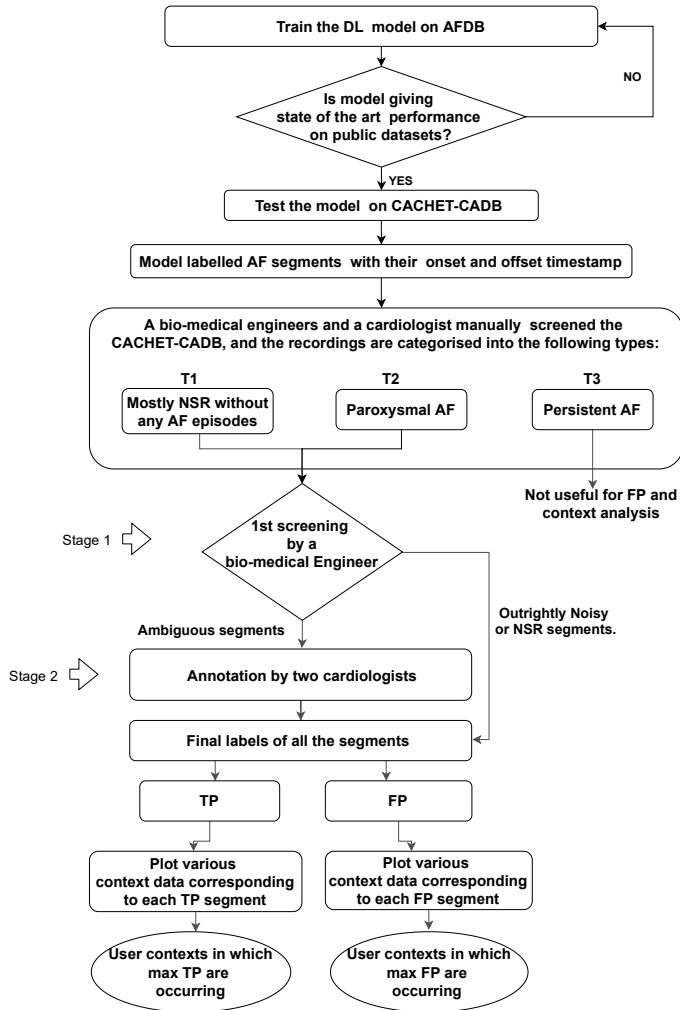 Train the DL model on AFDB
NO
Is model giving
state of the art performance
on public datasets?
YES
Test the model on CACHET-CADB
Model labelled AF segments with their onset and offset timestamp
A bio-medical engineers and a cardiologist manually screened the
CACHET-CADB, and the recordings are categorised into the following types:
T1
T2
T3
Mostly NSR without
any AF episodes
Paroxysmal AF
Persistent AF
Not useful for FP and
context analysis
Stage 1
1st screening
by a
bio-medical Engineer
Outrightly Noisy
or NSR segments.
Ambiguous segments
Stage 2
Annotation by two cardiologists
Final labels of all the segments
TP
FP
Plot various
context data corresponding
to each TP segment
Plot various
context data corresponding
to each FP segment
User contexts in which
max TP are
occurring
User contexts in which
max FP are
occurring